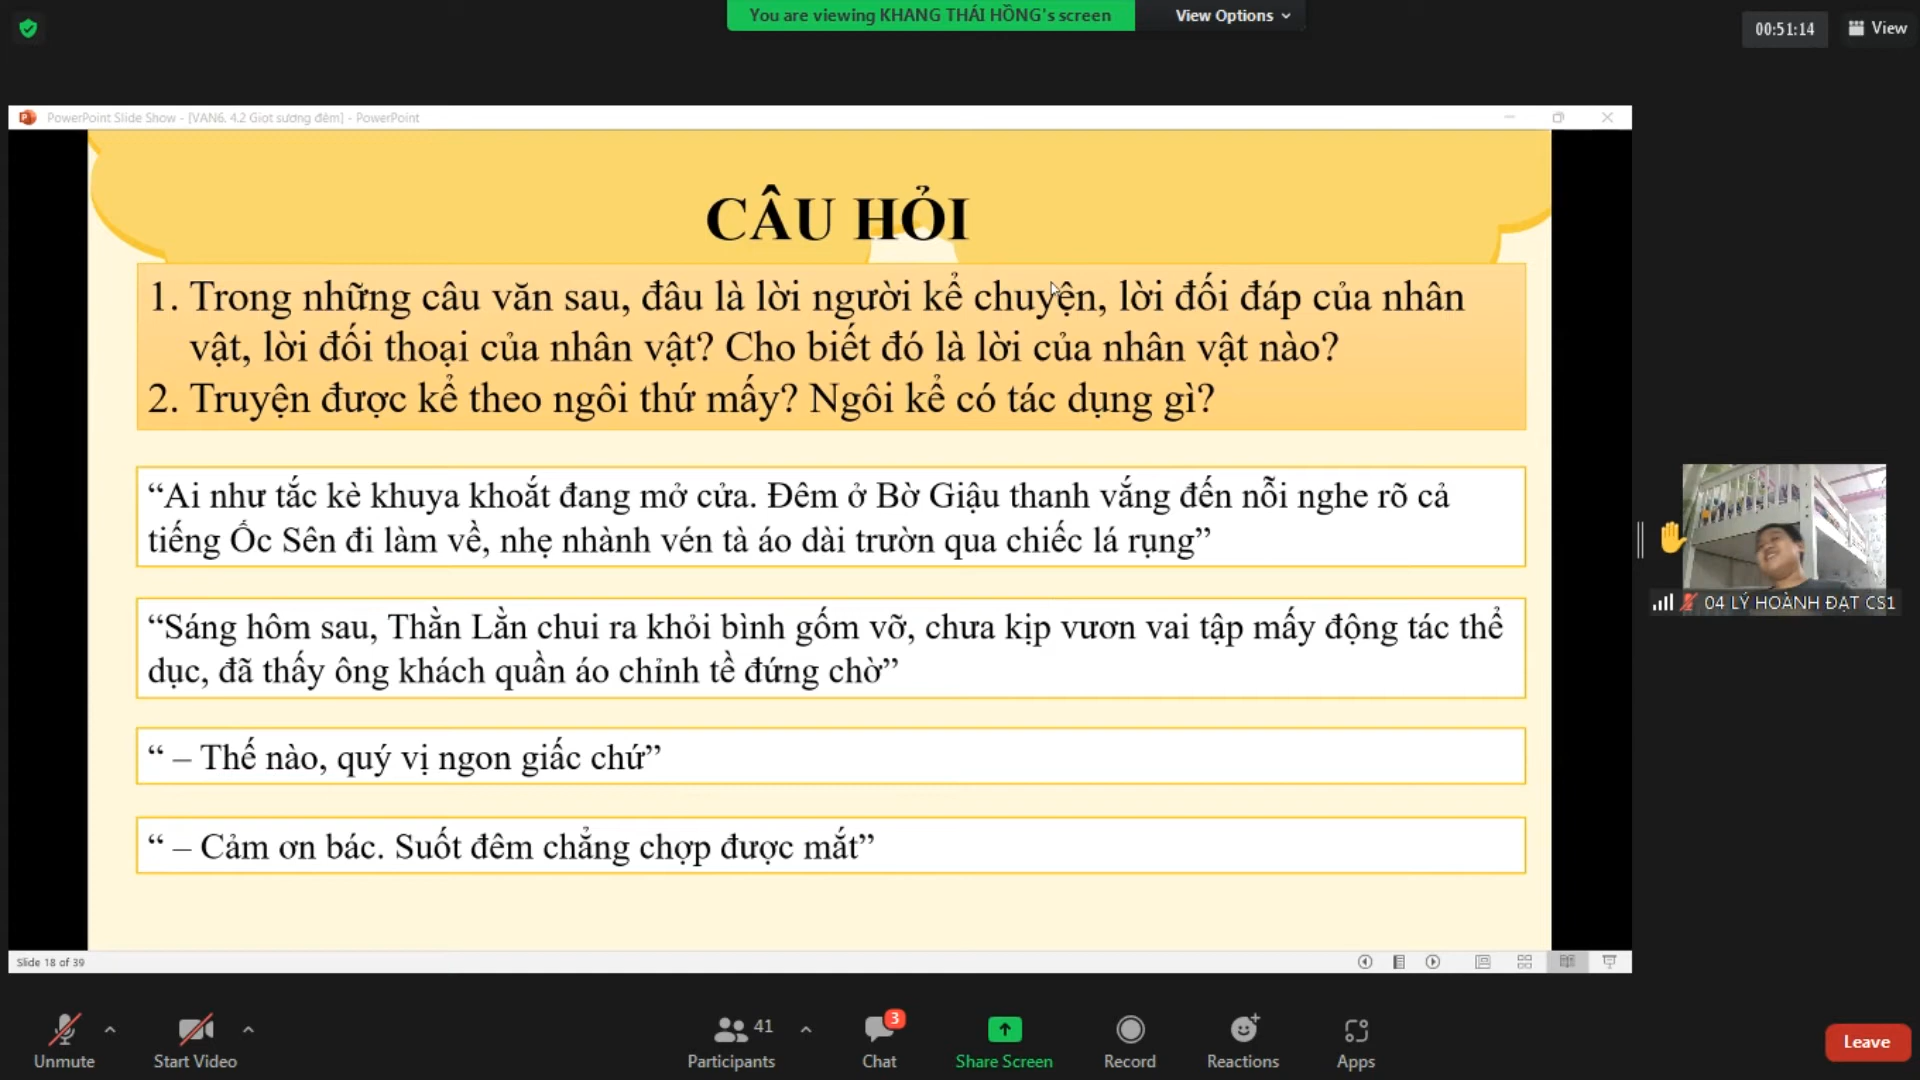 You are viewing KHANG THÁI HỒNG's screen
View Options
00:51:14
View
PowerPoint Slide Show - [VAN6. 4.2 Giọt sương đêm] - PowerPoint
CÂU HỎI
1. Trong những câu văn sau, đâu là lời người kể chuyện, lời đối đáp của nhân
vật, lời đối thoại của nhân vật? Cho biết đó là lời của nhân vật nào?
2. Truyện được kể theo ngôi thứ mấy? Ngôi kể có tác dụng gì?
“Ai như tắc kè khuya khoắt đang mở cửa. Đêm ở Bờ Giậu thanh vắng đến nỗi nghe rõ cả
tiếng Ốc Sên đi làm về, nhẹ nhành vén tà áo dài trườn qua chiếc lá rụng”
“Sáng hôm sau, Thằn Lằn chui ra khỏi bình gốm vỡ, chưa kịp vươn vai tập mấy động tác thể
dục, đã thấy ông khách quần áo chỉnh tề đứng chờ”
“ – Thế nào, quý vị ngon giấc chứ”
“ – Cảm ơn bác. Suốt đêm chẳng chợp được mắt”
04 LÝ HOÀNH ĐẠT CS1
Slide 18 of 39
Unmute
Start Video
41
Participants
3
Chat
Share Screen
Record
Reactions
Apps
Leave